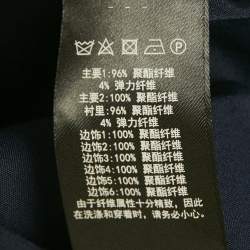 主要1:96% 聚酯纤维
4% 弹力纤维
主要2:100% 聚酯纤维
衬里:96% 聚酯纤维
4% 弹力纤维
边饰1:100% 聚酯纤维
边饰2:100% 聚酯纤维
边饰3:100% 聚酯纤维
边饰4:100% 聚酯纤维
边饰5:100% 聚酯纤维
边饰6:100% 聚酯纤维
由于纤维属性十分精致，因此
在洗涤和穿着时，请务必小心。